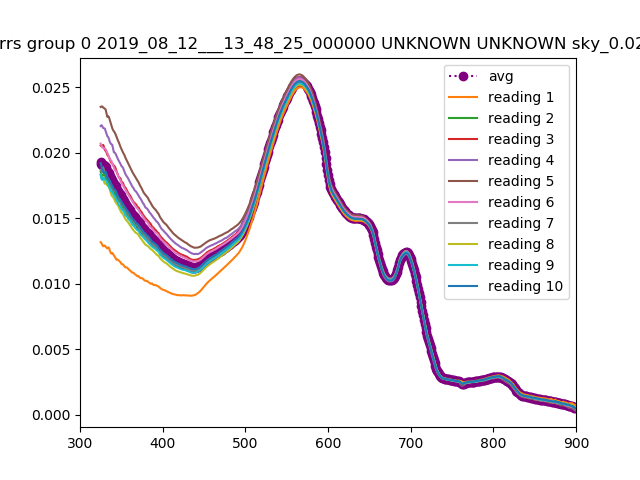 rrs group 0 2019_08_12___13_48_25_000000 UNKNOWN UNKNOWN sky_0.02
0.025
0.020
0.015
0.010
0.005
0.000
300 400 500 600 700 800 900
avg
reading 1
reading 2
reading 3
reading 4
reading 5
reading 6
reading 7
reading 8
reading 9
reading 10